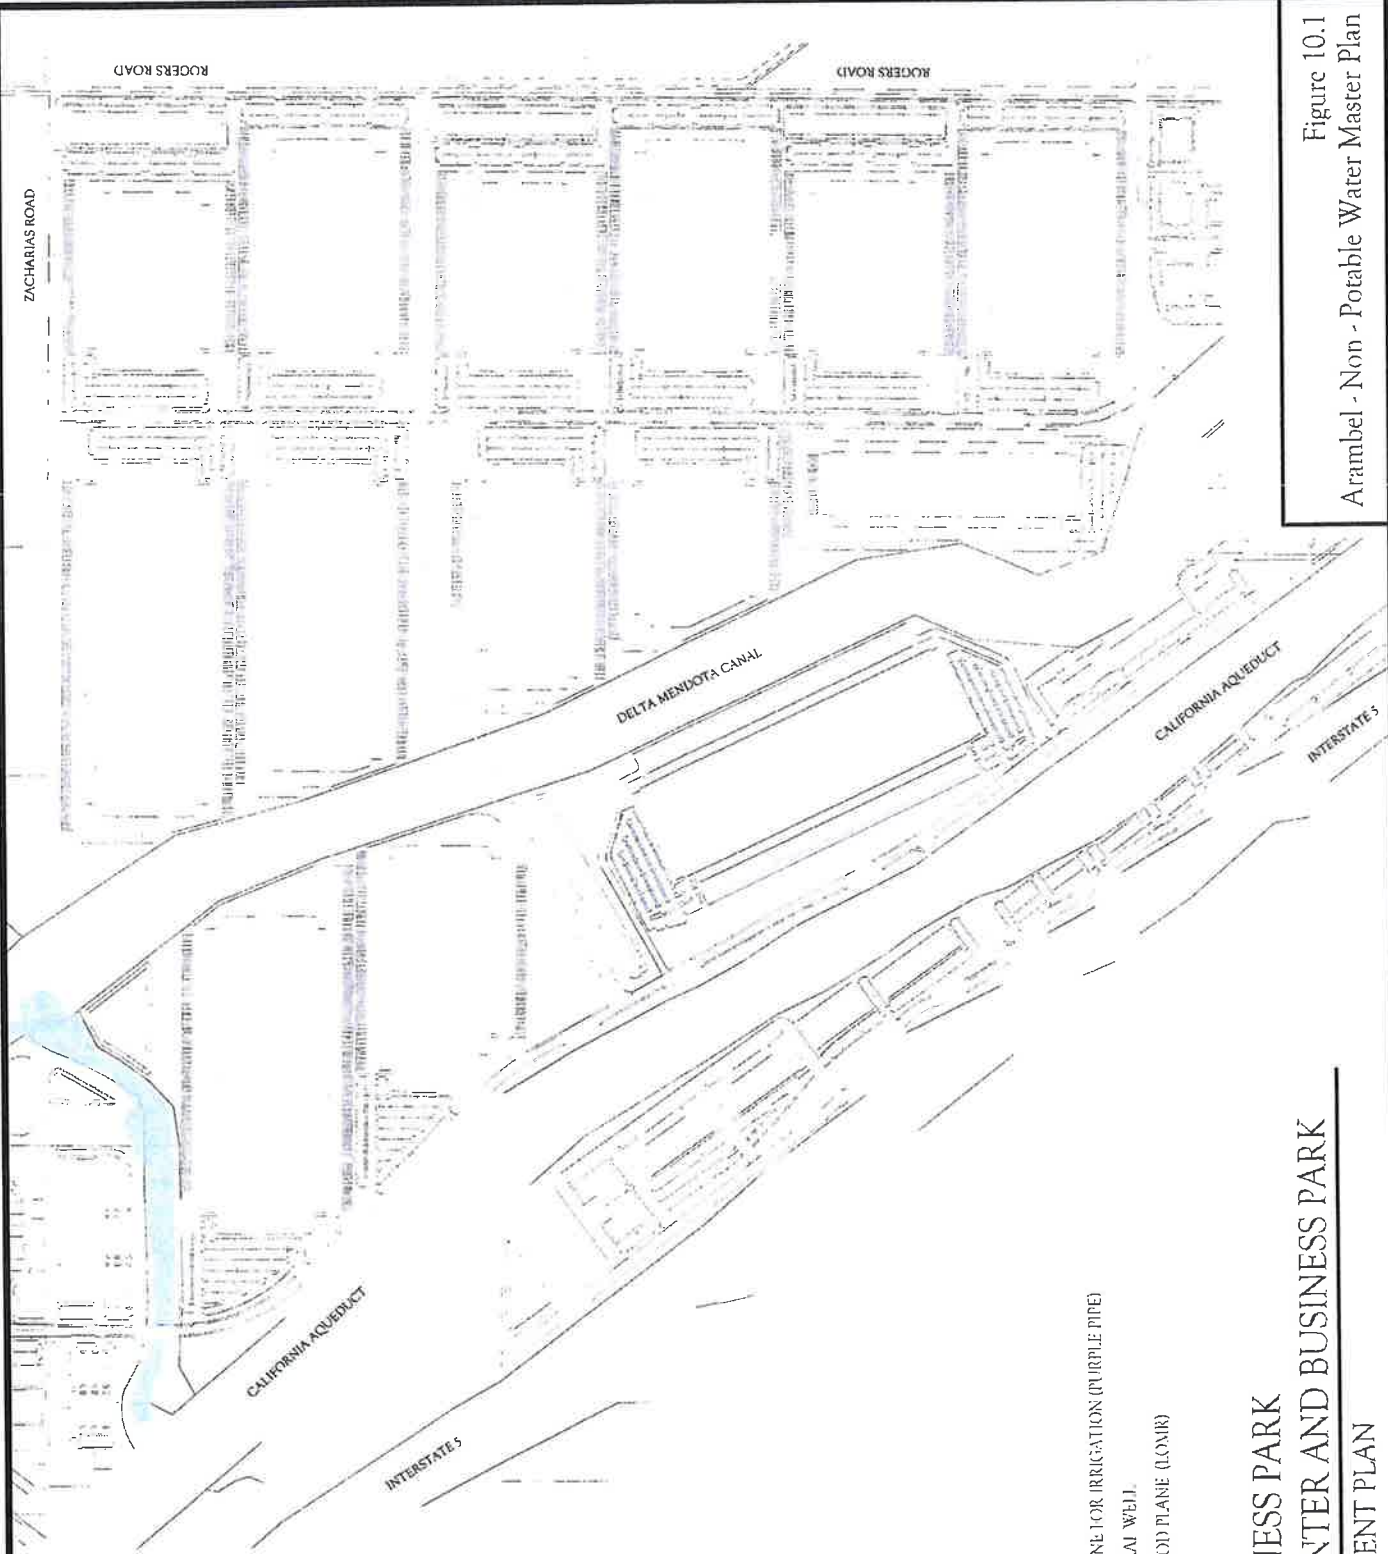 Figure 10.1
Arambel - Non - Potable Water Master Plan
ZACHARIAS ROAD
ROGERS ROAD
ROGERS ROAD
DELTA MENDOTA CANAL
CALIFORNIA AQUEDUCT
INTERSTATE 5
CALIFORNIA AQUEDUCT
INTERSTATE 5
NE FOR IRRIGATION (PURPLE PIPE)
AL WELL
OD PLANE (LOMR)
NESS PARK
NTER AND BUSINESS PARK
ENT PLAN